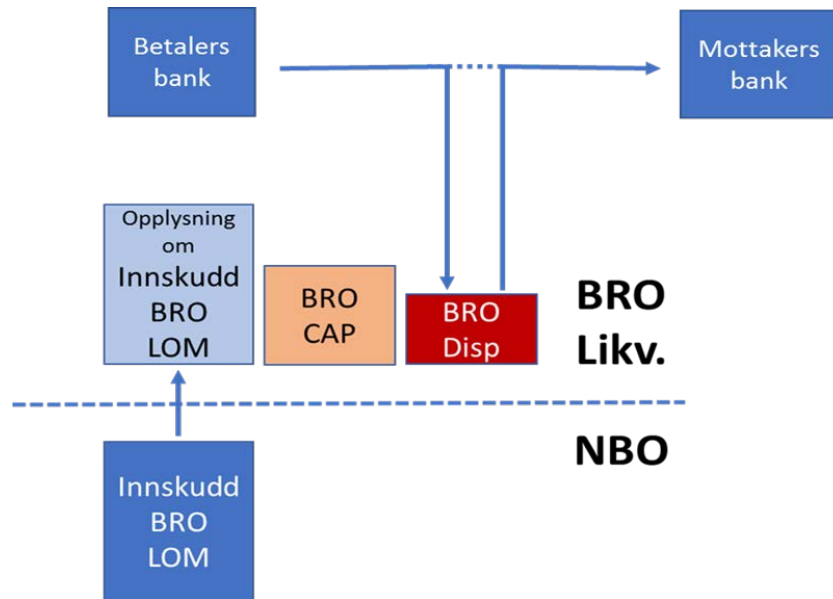 Betalers
bank
Mottakers
bank
Opplysning
om
Innskudd
BRO
LOM
BRO
CAP
BRO
Disp
BRO
Likv.
NBO
Innskudd
BRO
LOM